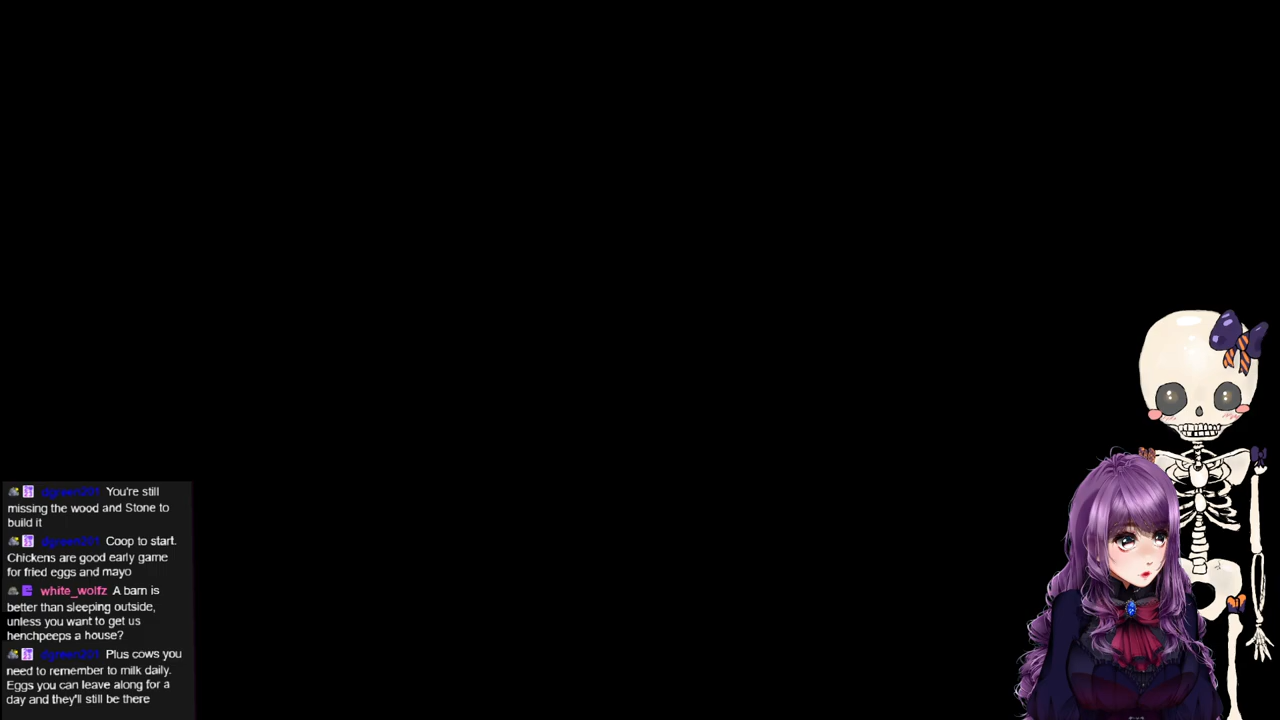 You're still
missing the wood and Stone to
build it
Coop to start.
Chickens are good early game
for fried eggs and mayo
white_wolfz A barn is
better than sleeping outside,
unless you want to get us
henchpeeps a house?
Plus cows you
need to remember to milk daily.
Eggs you can leave along for a
day and they'll still be there